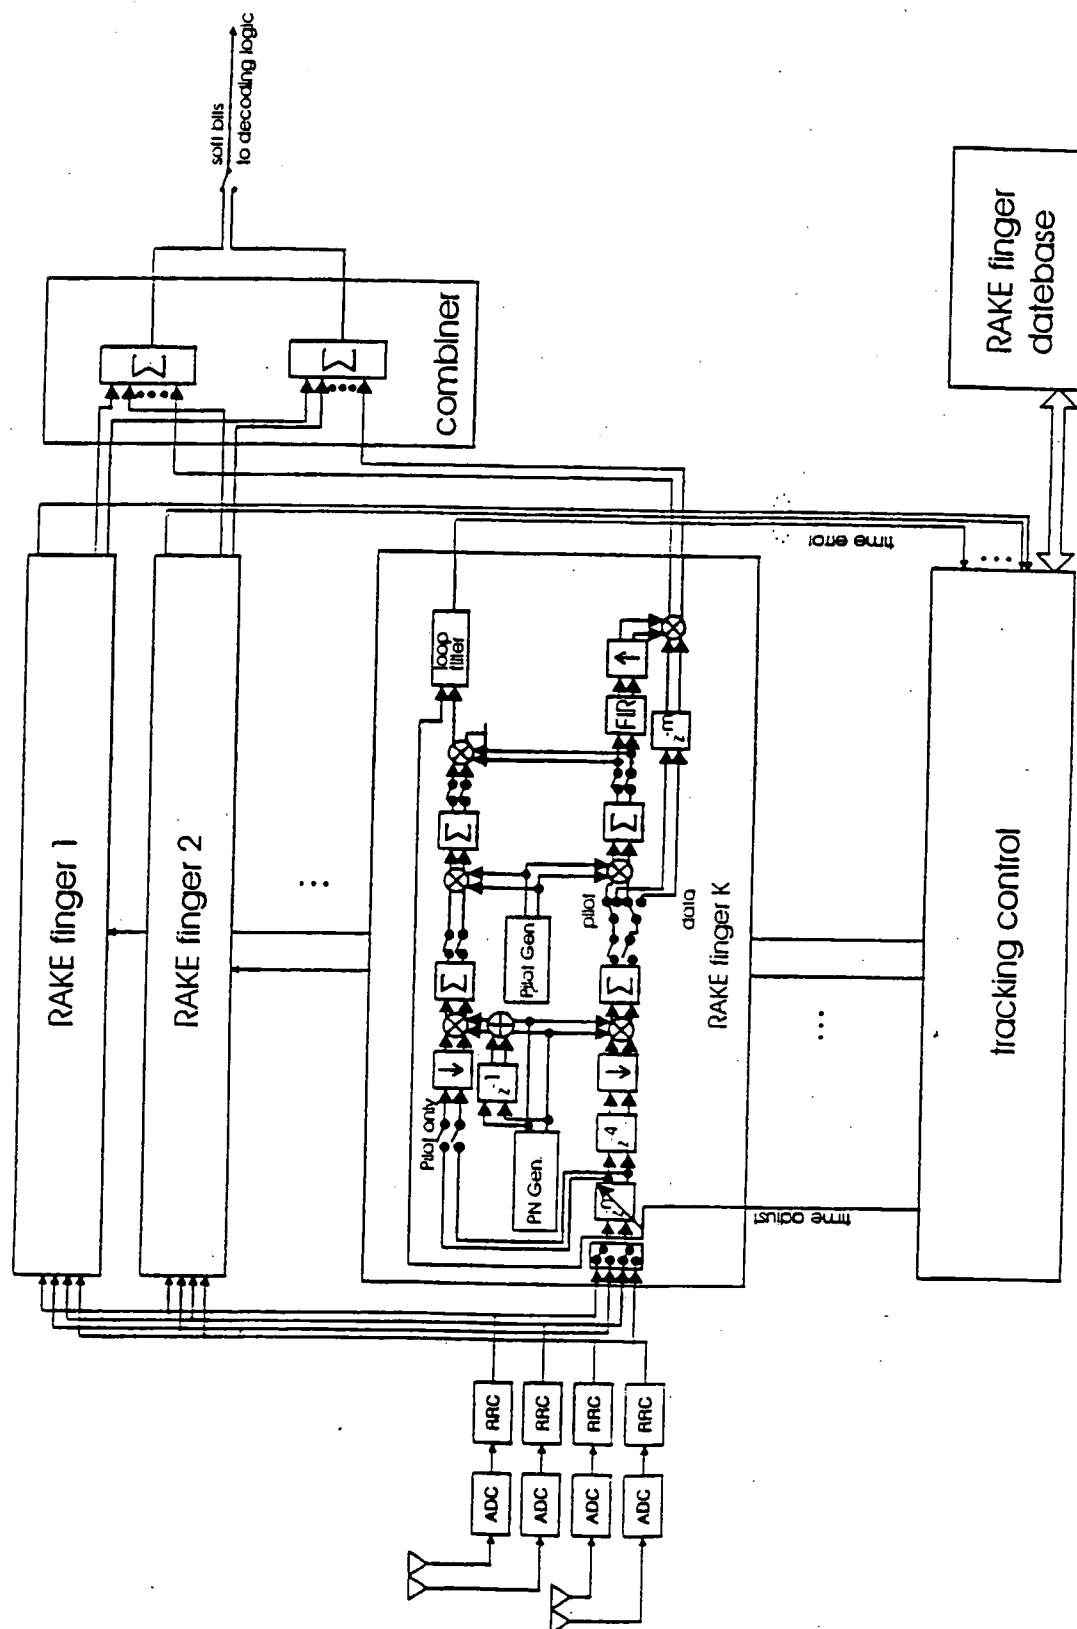 ADC
RRC
ADC
RRC
ADC
RRC
ADC
RRC
RAKE finger 1
RAKE finger 2
...
Pilot only
↓
Σ
Σ
loop
filter
z-1
PN Gen.
Pilot Gen
z-n
z-4
↓
Σ
pilot
data
Σ
FIR
↑
z-m
RAKE finger K
time adjust
...
time error
...
tracking control
RAKE finger
datebase
Σ
Σ
combiner
soft bits
to decoding logic